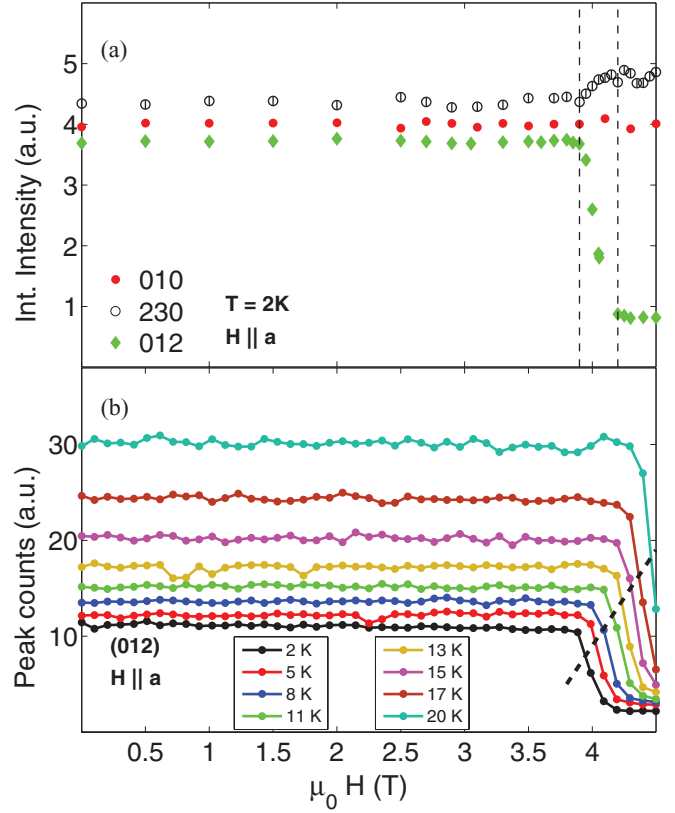 (a)
5
4
3
2
1
Int. Intensity (a.u.)
010
230
012
T = 2K
H || a
(b)
30
20
10
Peak counts (a.u.)
(012)
H || a
2 K
5 K
8 K
11 K
13 K
15 K
17 K
20 K
0.5 1 1.5 2 2.5 3 3.5 4
μ0 H (T)